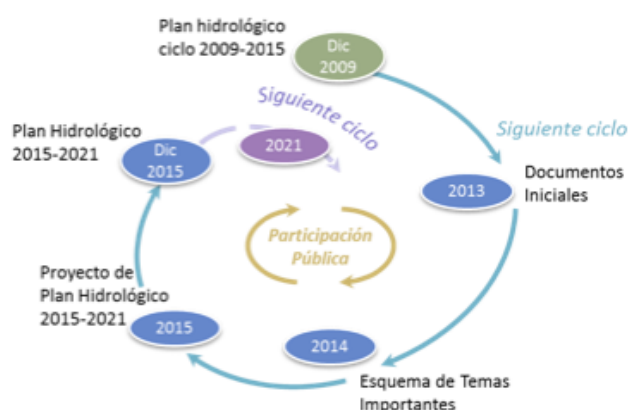 Plan hidrológico
ciclo 2009-2015
Dic
2009
Siguiente ciclo
2013
Documentos
Iniciales
2014
Esquema de Temas
Importantes
2015
Proyecto de
Plan Hidrológico
2015-2021
Dic
2015
Plan Hidrológico
2015-2021
Siguiente ciclo
2021
Participación
Pública